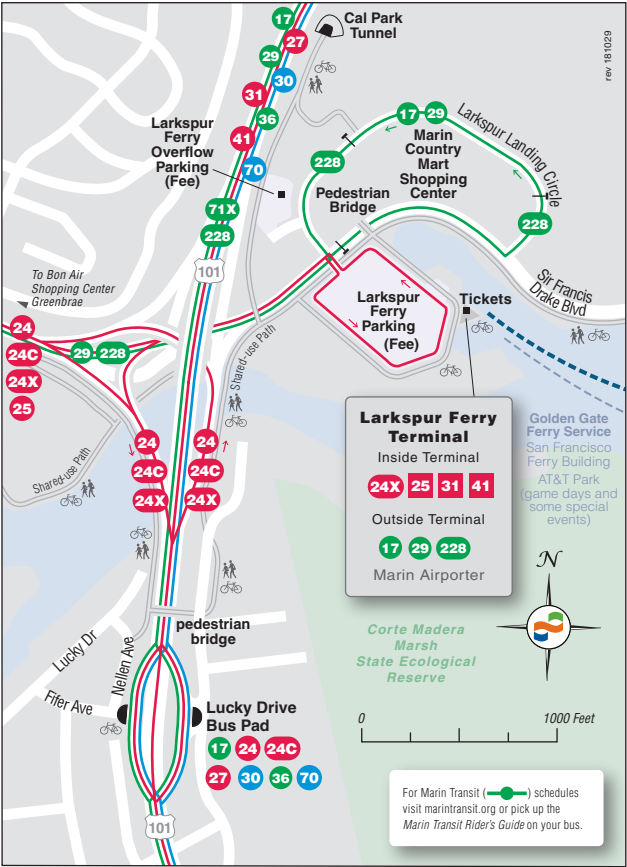 17
Cal Park
Tunnel
27
29
30
31
36
41
70
71X
228
101
rev 181029
Larkspur
Ferry
Overflow
Parking
(Fee)
17
29
Larkspur Landing Circle
Marin
Country
Mart
Shopping
Center
228
Pedestrian
Bridge
228
Sir Francis
Drake Blvd
To Bon Air
Shopping Center
Greenbrae
24
24C
24X
25
29
228
Larkspur
Ferry
Parking
(Fee)
Tickets
Shared-use Path
Shared-use Path
24
24C
24X
24
24C
24X
Larkspur Ferry
Terminal
Inside Terminal
24X 25 31 41
Outside Terminal
17 29 228
Marin Airporter
Golden Gate
Ferry Service
San Francisco
Ferry Building
AT&T Park
(game days and
some special
events)
N
Corte Madera
Marsh
State Ecological
Reserve
pedestrian
bridge
Lucky Dr
Nellen Ave
Fifer Ave
Lucky Drive
Bus Pad
17 24 24C
27 30 36 70
101
0 1000 Feet
For Marin Transit ( ) schedules
visit marintransit.org or pick up the
Marin Transit Rider's Guide on your bus.